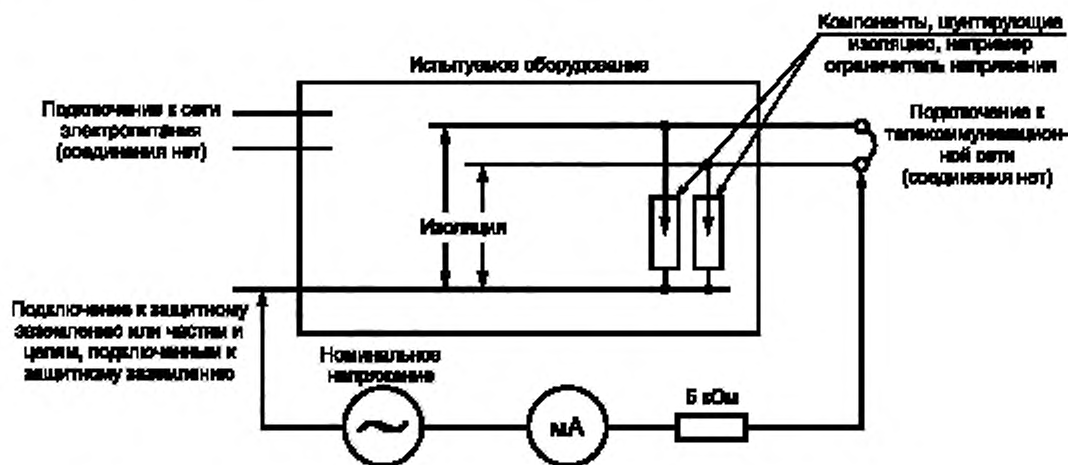 Компоненты, шунтирующие
изоляцию, например
ограничитель напряжения
Испытуемое оборудование
Подключение к сети
электропитания
(соединения нет)
Подключение к
телекоммуникацион-
ной сети
(соединения нет)
Изоляция
Подключение к защитному
заземлению или частям и
цепям, подключенным к
защитному заземлению
Номинальное
напряжение
5 кОм
мА